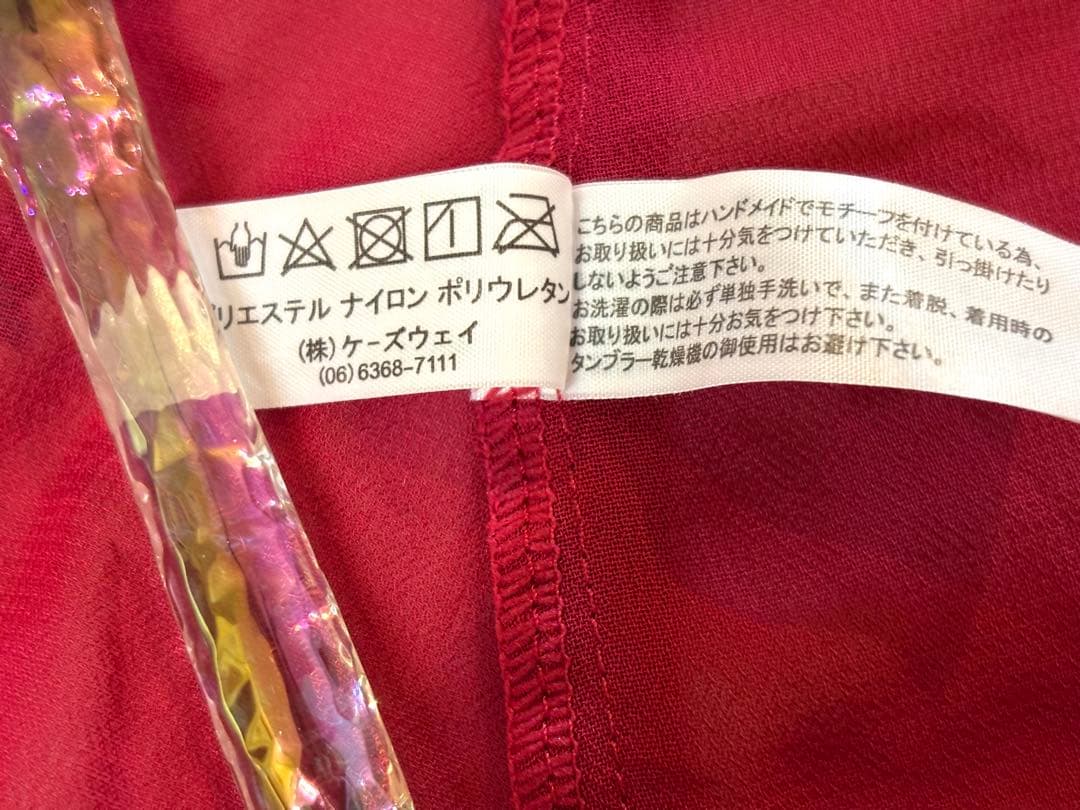 リエステル ナイロン ポリウレタン
(株)ケーズウェイ
(06)6368-7111
こちらの商品はハンドメイドでモチーフを付けている為、
お取り扱いには十分気をつけていただき、引っ掛けたり
しないようご注意下さい。
お洗濯の際は必ず単独手洗いで、また着脱、着用時の
お取り扱いには十分お気をつけ下さい。
タンブラー乾燥機の御使用はお避け下さい。